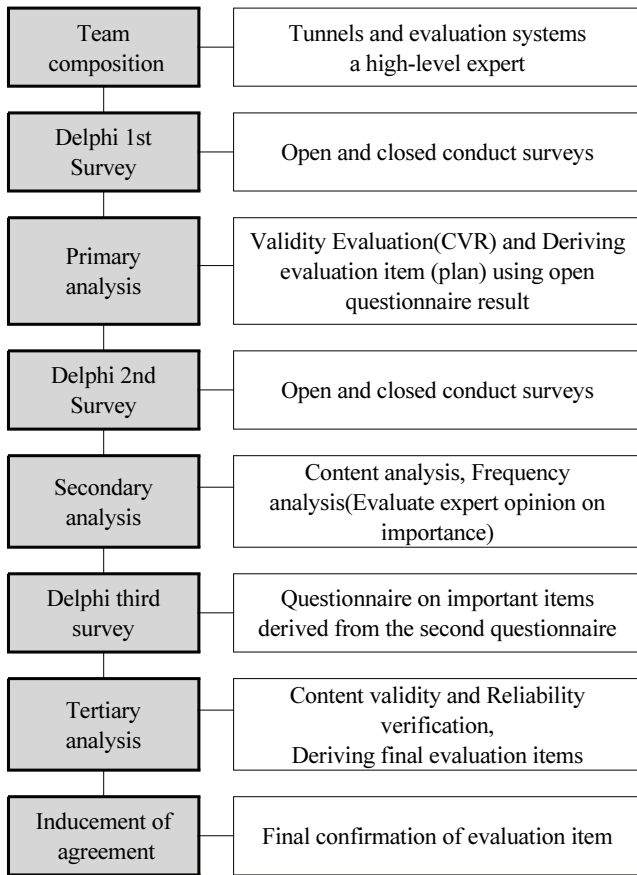 Team
composition
Tunnels and evaluation systems
a high-level expert
Delphi 1st
Survey
Open and closed conduct surveys
Primary
analysis
Validity Evaluation(CVR) and Deriving
evaluation item (plan) using open
questionnaire result
Delphi 2nd
Survey
Open and closed conduct surveys
Secondary
analysis
Content analysis, Frequency
analysis(Evaluate expert opinion on
importance)
Delphi third
survey
Questionnaire on important items
derived from the second questionnaire
Tertiary
analysis
Content validity and Reliability
verification,
Deriving final evaluation items
Inducement of
agreement
Final confirmation of evaluation item